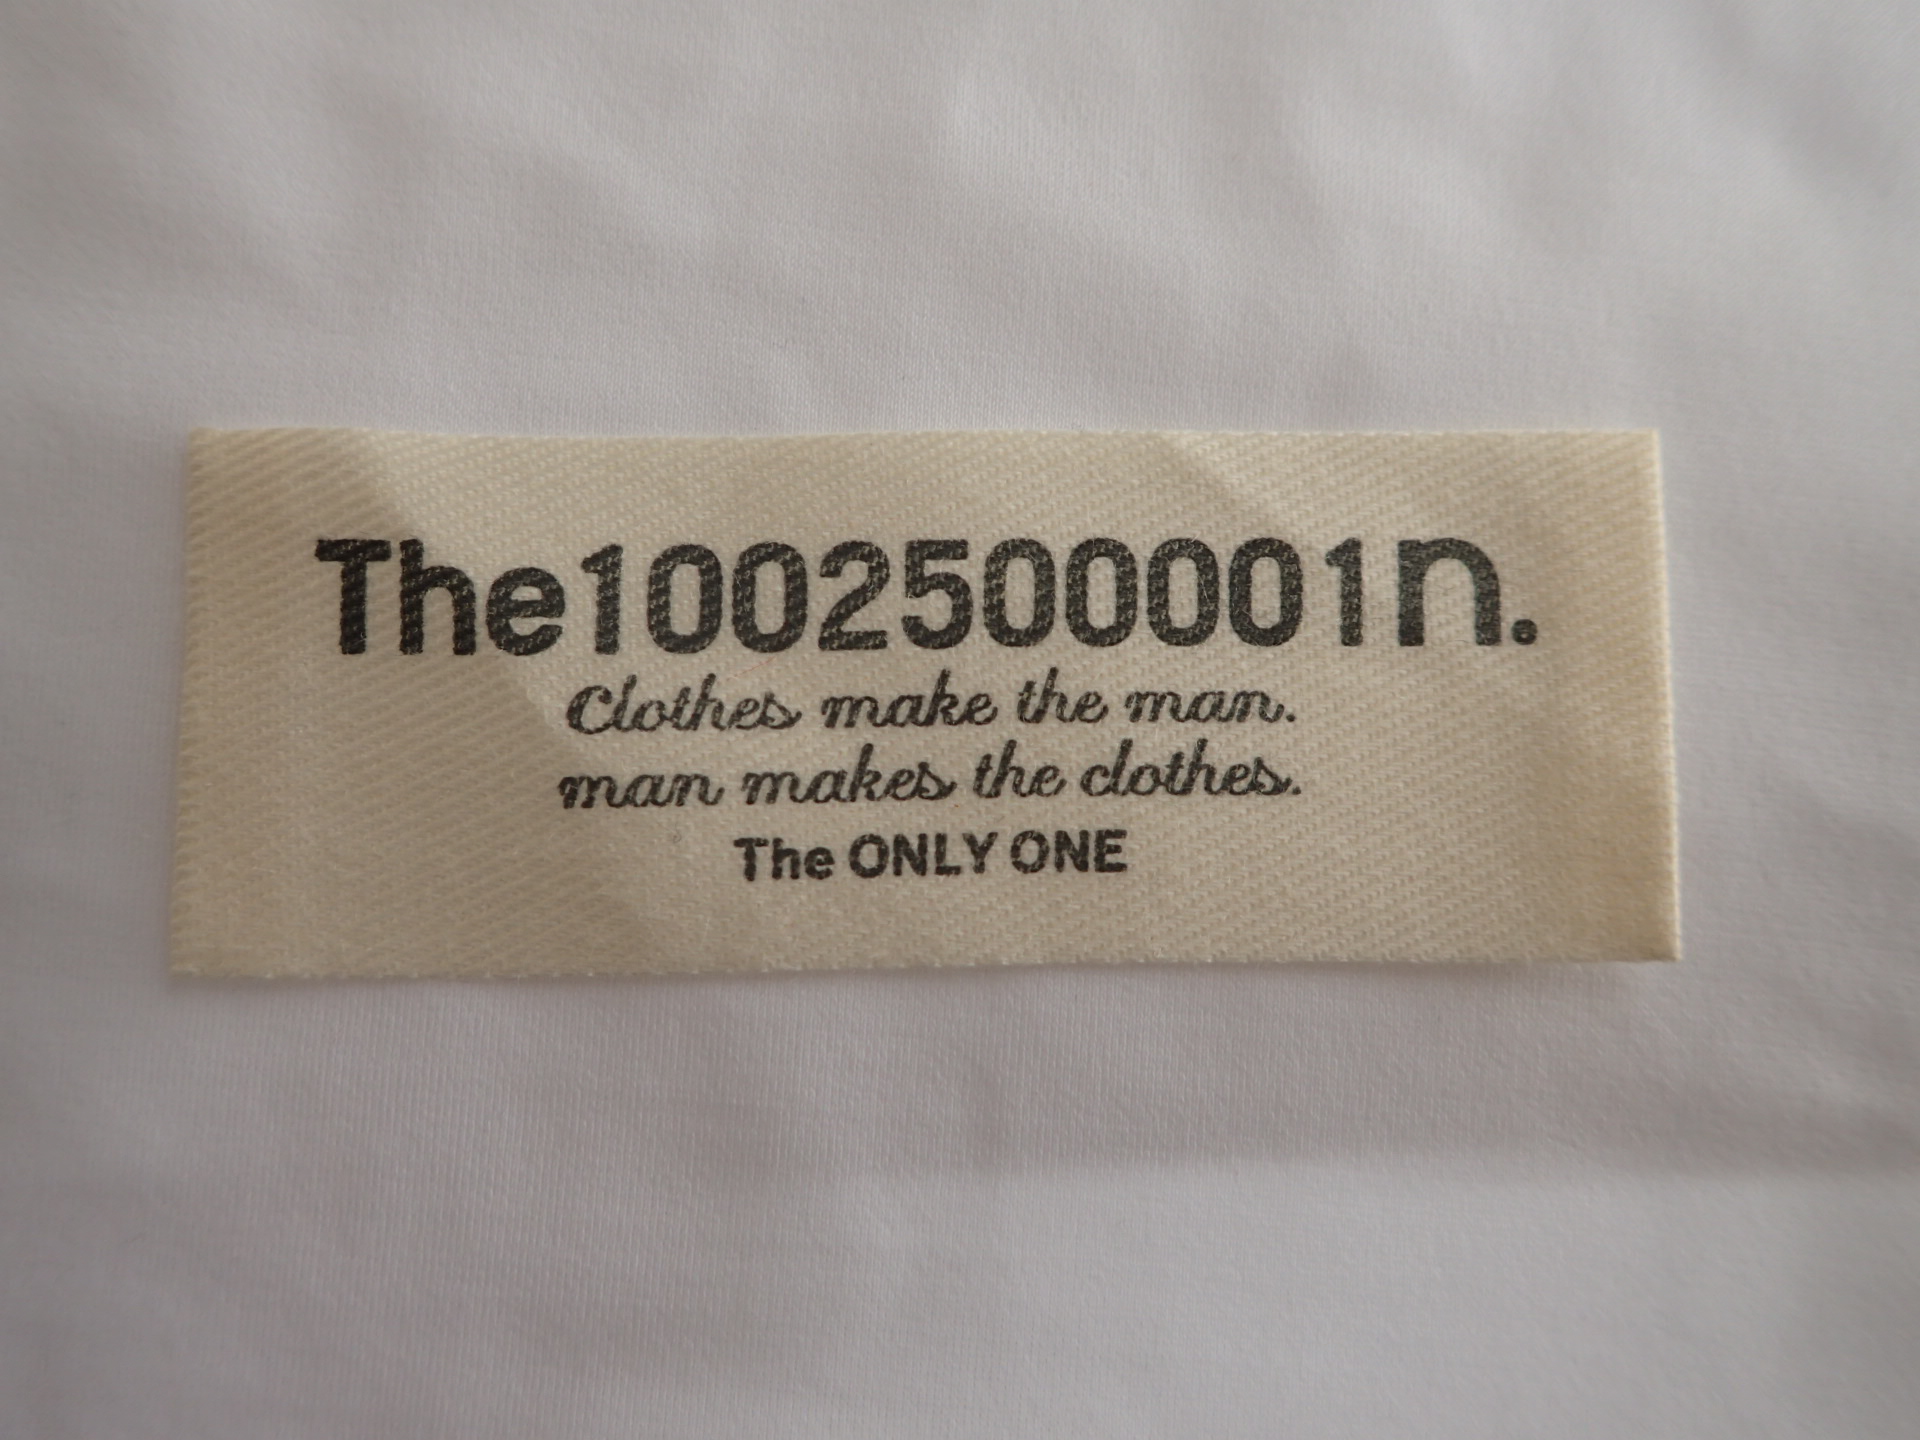 The1002500001n.
Clothes make the man.
man makes the clothes.
The ONLY ONE